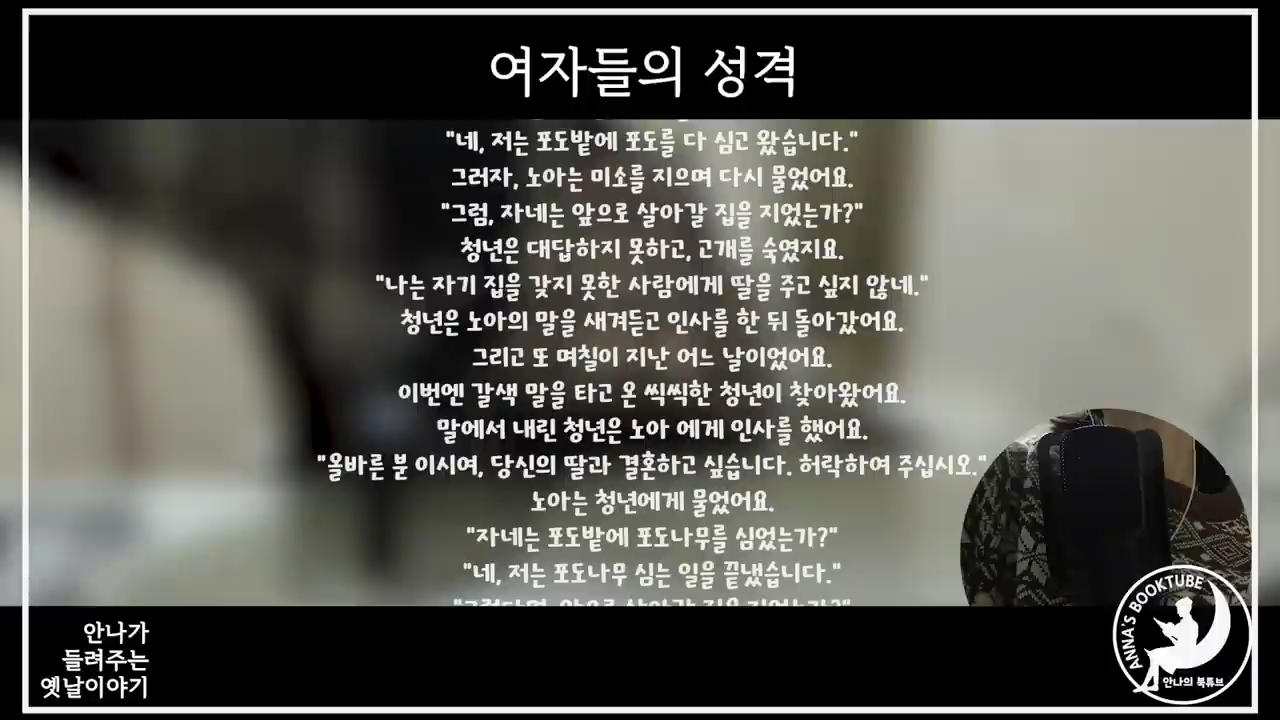 여자들의 성격
"네, 저는 포도밭에 포도를 다 심고 왔습니다."
그러자, 노아는 미소를 지으며 다시 물었어요.
"그럼, 자네는 앞으로 살아갈 집을 지었는가?"
청년은 대답하지 못하고, 고개를 숙였지요.
"나는 자기 집을 갖지 못한 사람에게 딸을 주고 싶지 않네."
청년은 노아의 말을 새겨듣고 인사를 한 뒤 돌아갔어요.
그리고 또 며칠이 지난 어느 날이었어요.
이번엔 갈색 말을 타고 온 씩씩한 청년이 찾아왔어요.
말에서 내린 청년은 노아 에게 인사를 했어요.
"올바른 분 이시여, 당신의 딸과 결혼하고 싶습니다. 허락하여 주십시오."
노아는 청년에게 물었어요.
"자네는 포도밭에 포도나무를 심었는가?"
"네, 저는 포도나무 심는 일을 끝냈습니다."
안나가
들려주는
옛날이야기
ANNA'S BOOKTUBE
안나의 북튜브